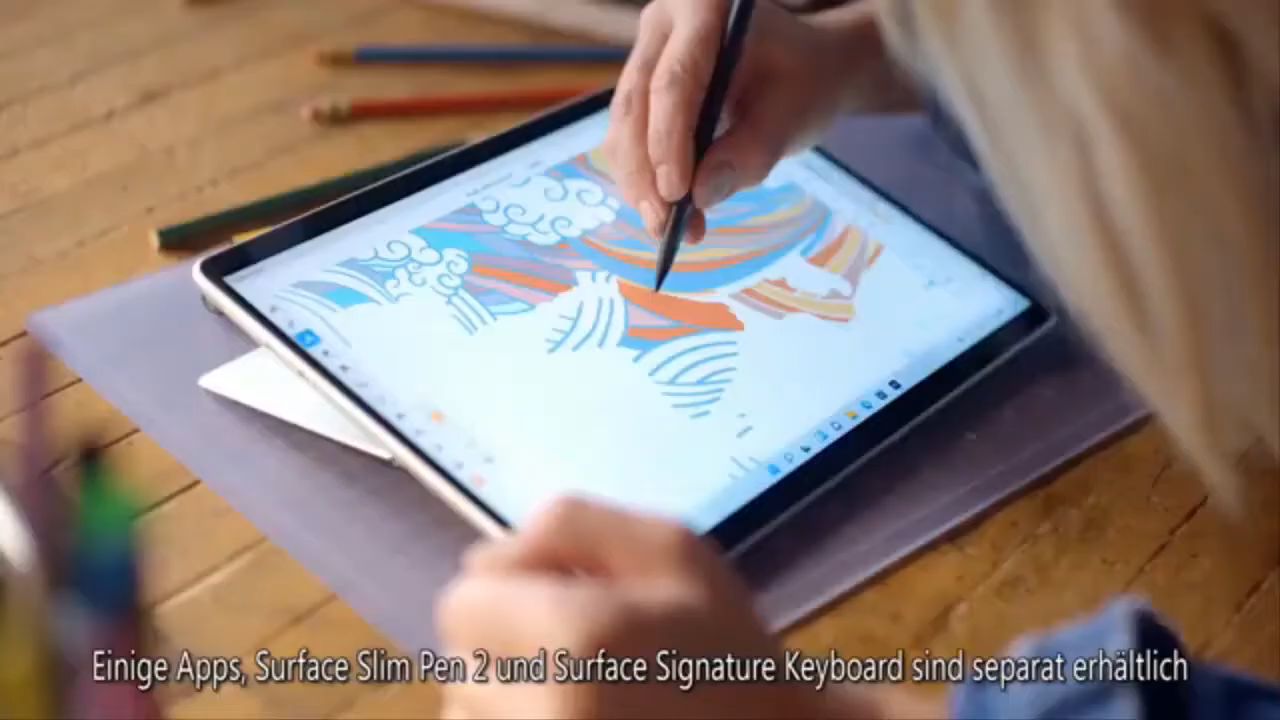 Einige Apps, Surface Slim Pen 2 und Surface Signature Keyboard sind separat erhältlich